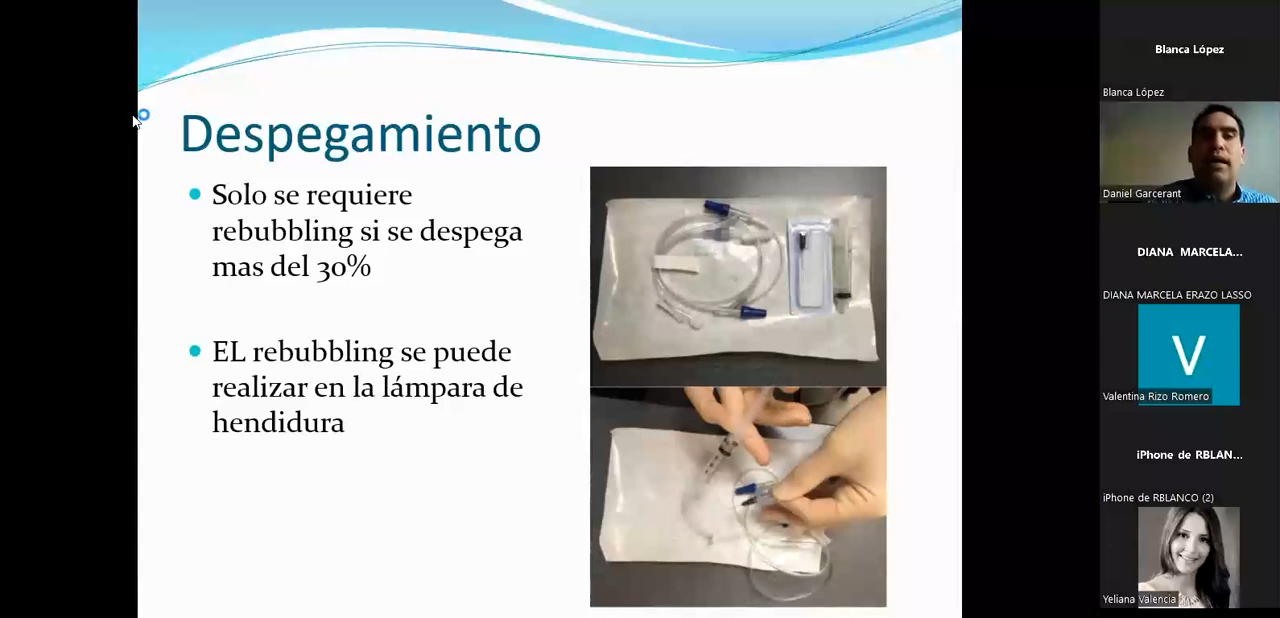 Despegamiento
Solo se requiere
rebubbling si se despega
mas del 30%
EL rebubbling se puede
realizar en la lámpara de
hendidura
Blanca López
Blanca López
Daniel Garcerant
DIANA MARCELA...
DIANA MARCELA ERAZO LASSO
V
Valentina Rizo Romero
iPhone de RBLAN...
iPhone de RBLANCO (2)
Yeliana Valencia